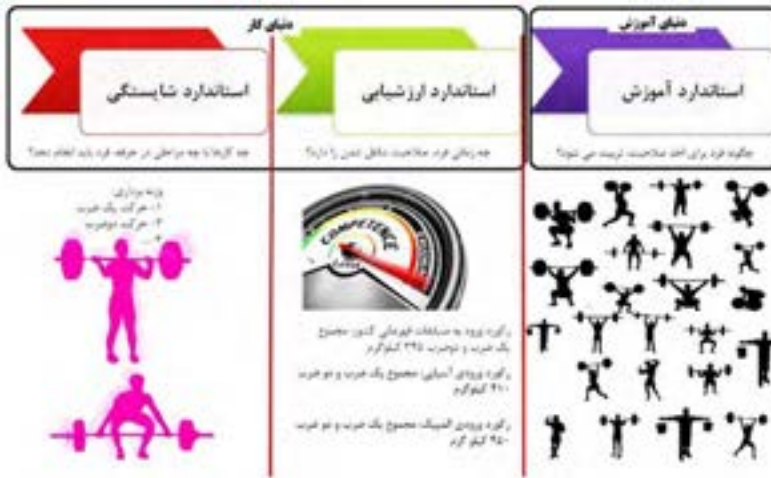 دنیای آموزش
دنیای کار
استاندارد آموزش
استاندارد ارزشیابی
استاندارد شایستگی
چگونه فرد برای اخذ صلاحیت، تربیت می شود؟
چه زمانی فرد، صلاحیت شاغل شدن را دارد؟
چه کارها با چه مراحلی در حرفه، فرد باید انجام دهد؟
COMPETENCE
رکورد ورود به مسابقات قهرمانی کشور: مجموع
یک ضرب و دوضرب ۳۹۵ کیلوگرم
رکورد ورودی آسیایی: مجموع یک ضرب و دو ضرب
۴۱۰ کیلوگرم
رکورد ورودی المپیک: مجموع یک ضرب و دو ضرب
۴۵۰ کیلو گرم
وزنه برداری:
۱- حرکت یک ضرب
۲- حرکت دوضرب
۳- ...